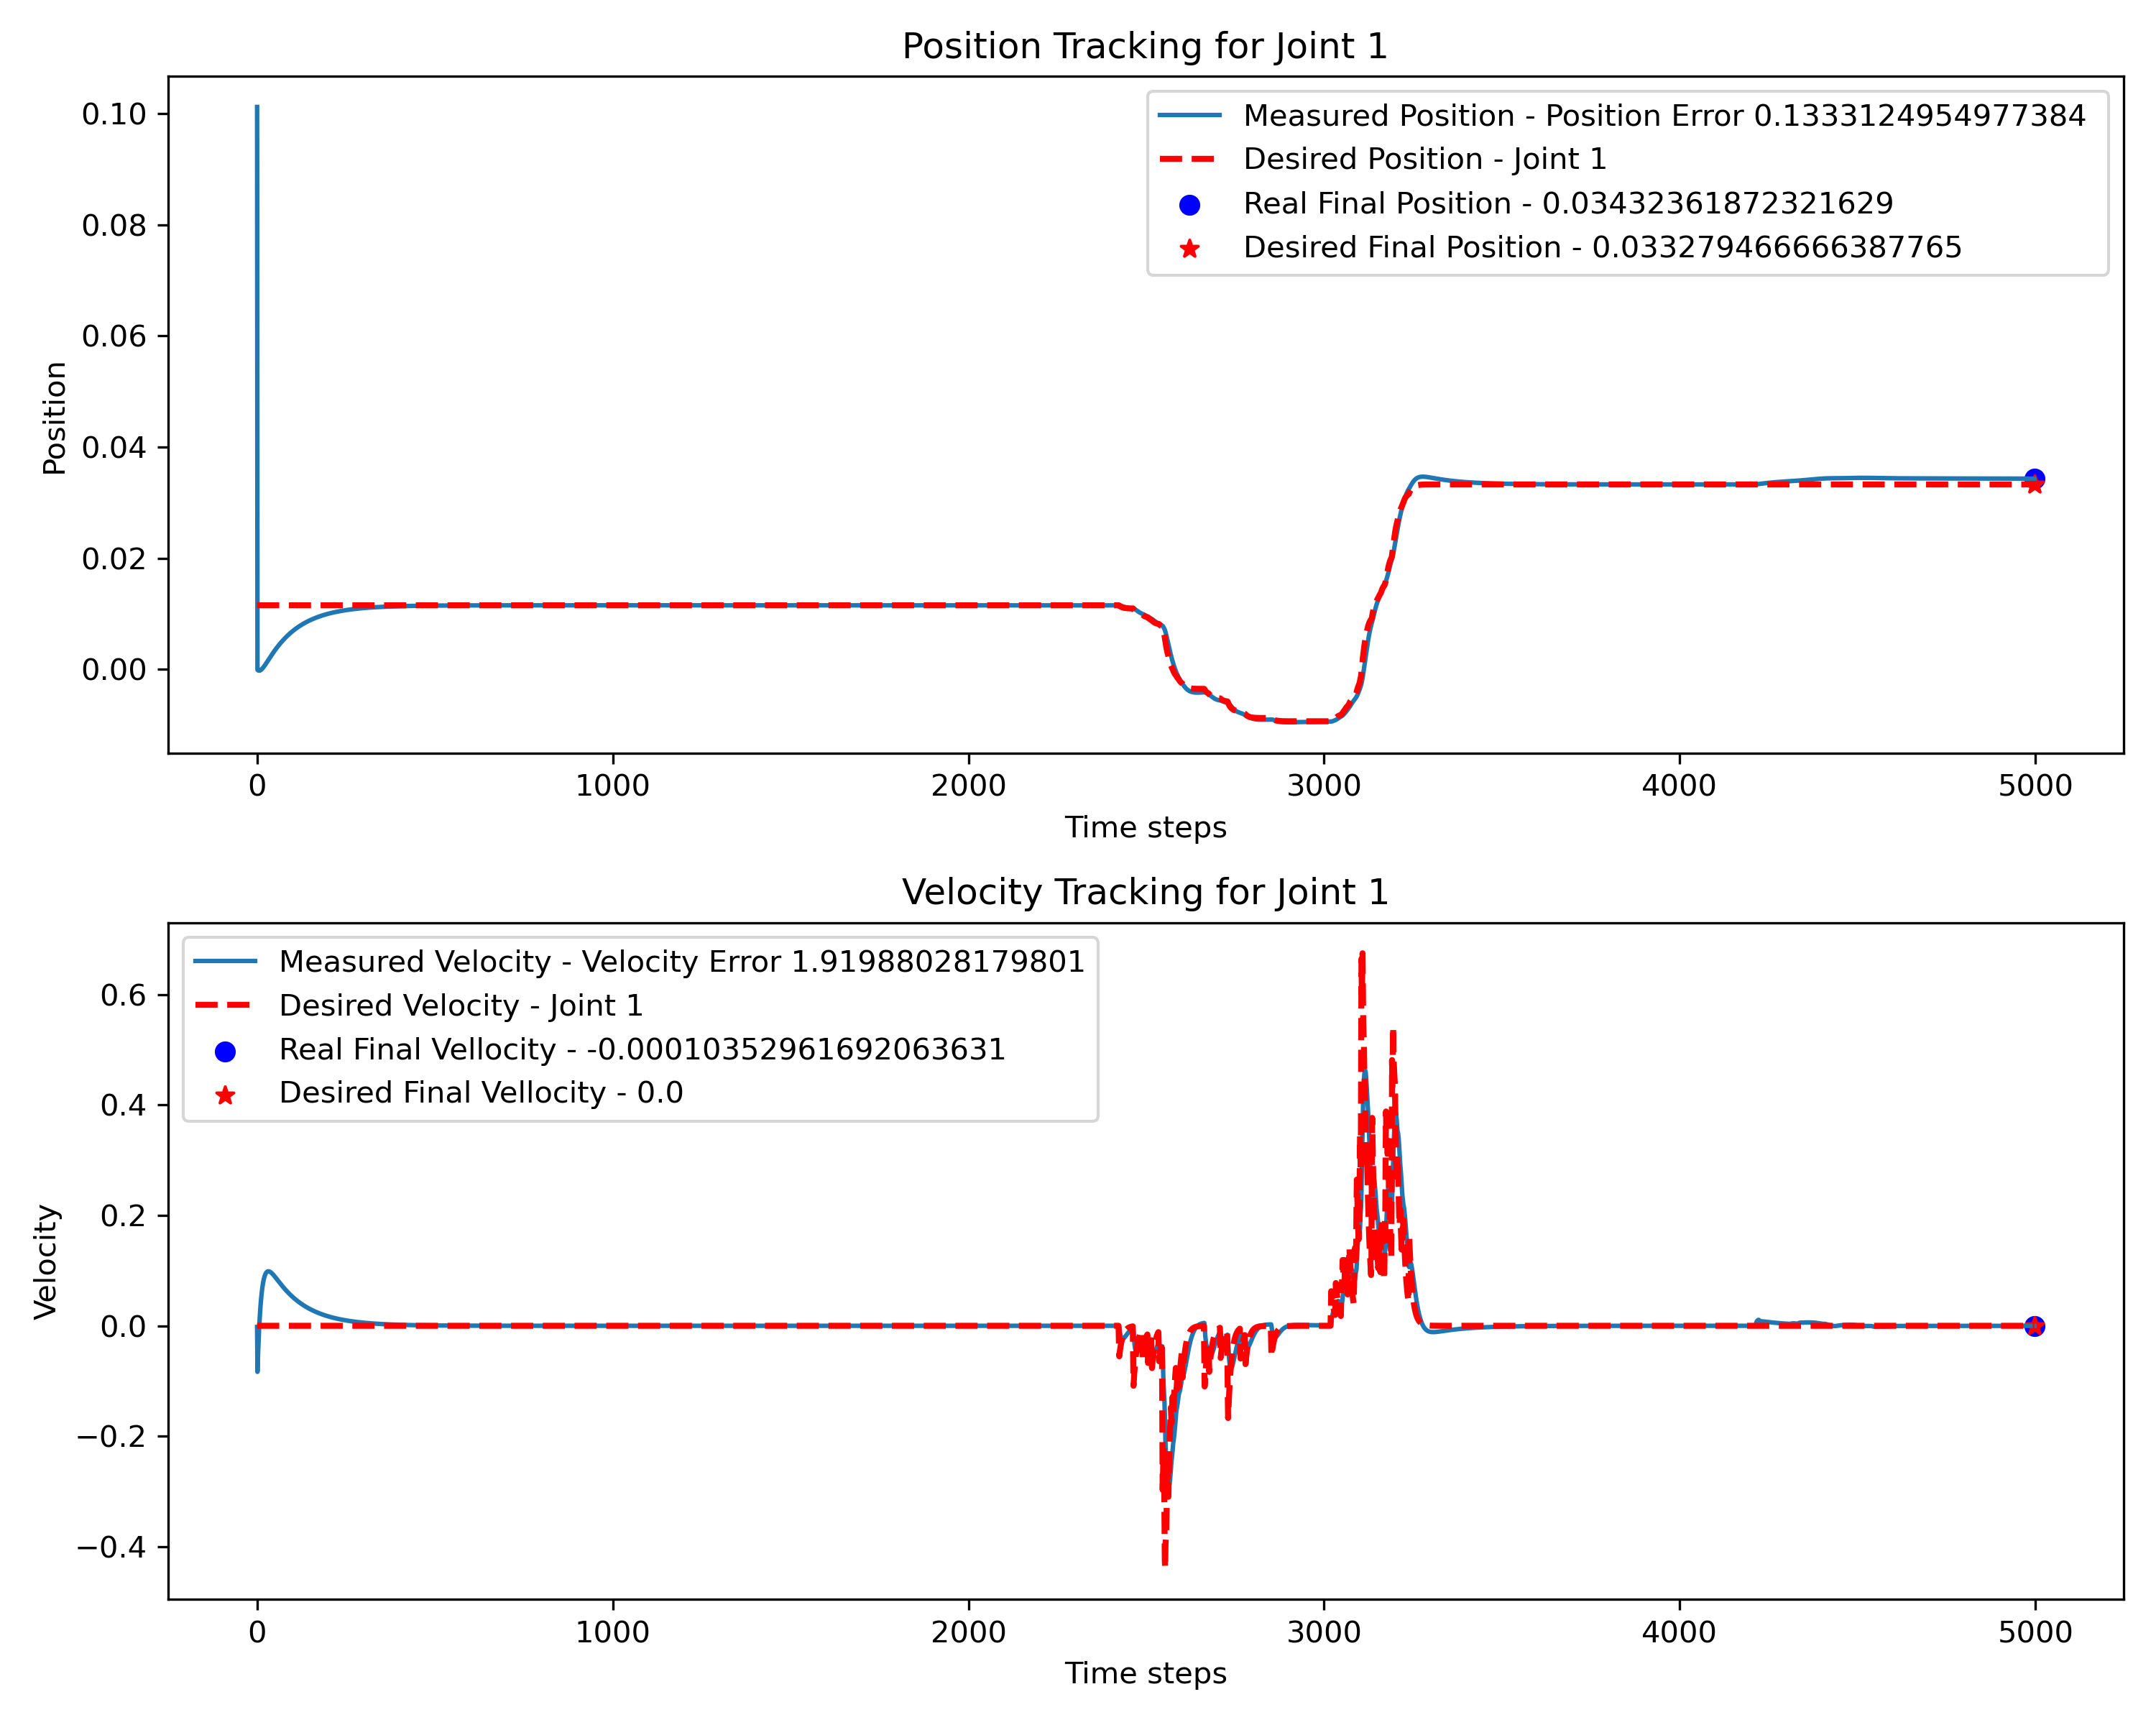 Position Tracking for Joint 1
0.10
0.08
0.06
0.04
0.02
0.00
Position
Measured Position - Position Error 0.1333124954977384
Desired Position - Joint 1
Real Final Position - 0.03432361872321629
Desired Final Position - 0.033279466666387765
0 1000 2000 3000 4000 5000
Time steps
Velocity Tracking for Joint 1
0.6
0.4
0.2
0.0
−0.2
−0.4
Velocity
Measured Velocity - Velocity Error 1.91988028179801
Desired Velocity - Joint 1
Real Final Vellocity - -0.00010352961692063631
Desired Final Vellocity - 0.0
0 1000 2000 3000 4000 5000
Time steps